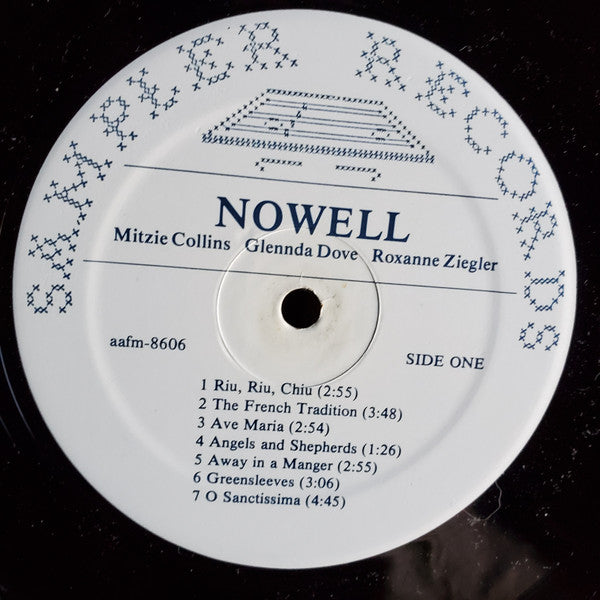 SAMPLER RECORDS
NOWELL
Mitzie Collins Glennda Dove Roxanne Ziegler
aafm-8606
SIDE ONE
1 Riu, Riu, Chiu (2:55)
2 The French Tradition (3:48)
3 Ave Maria (2:54)
4 Angels and Shepherds (1:26)
5 Away in a Manger (2:55)
6 Greensleeves (3:06)
7 O Sanctissima (4:45)